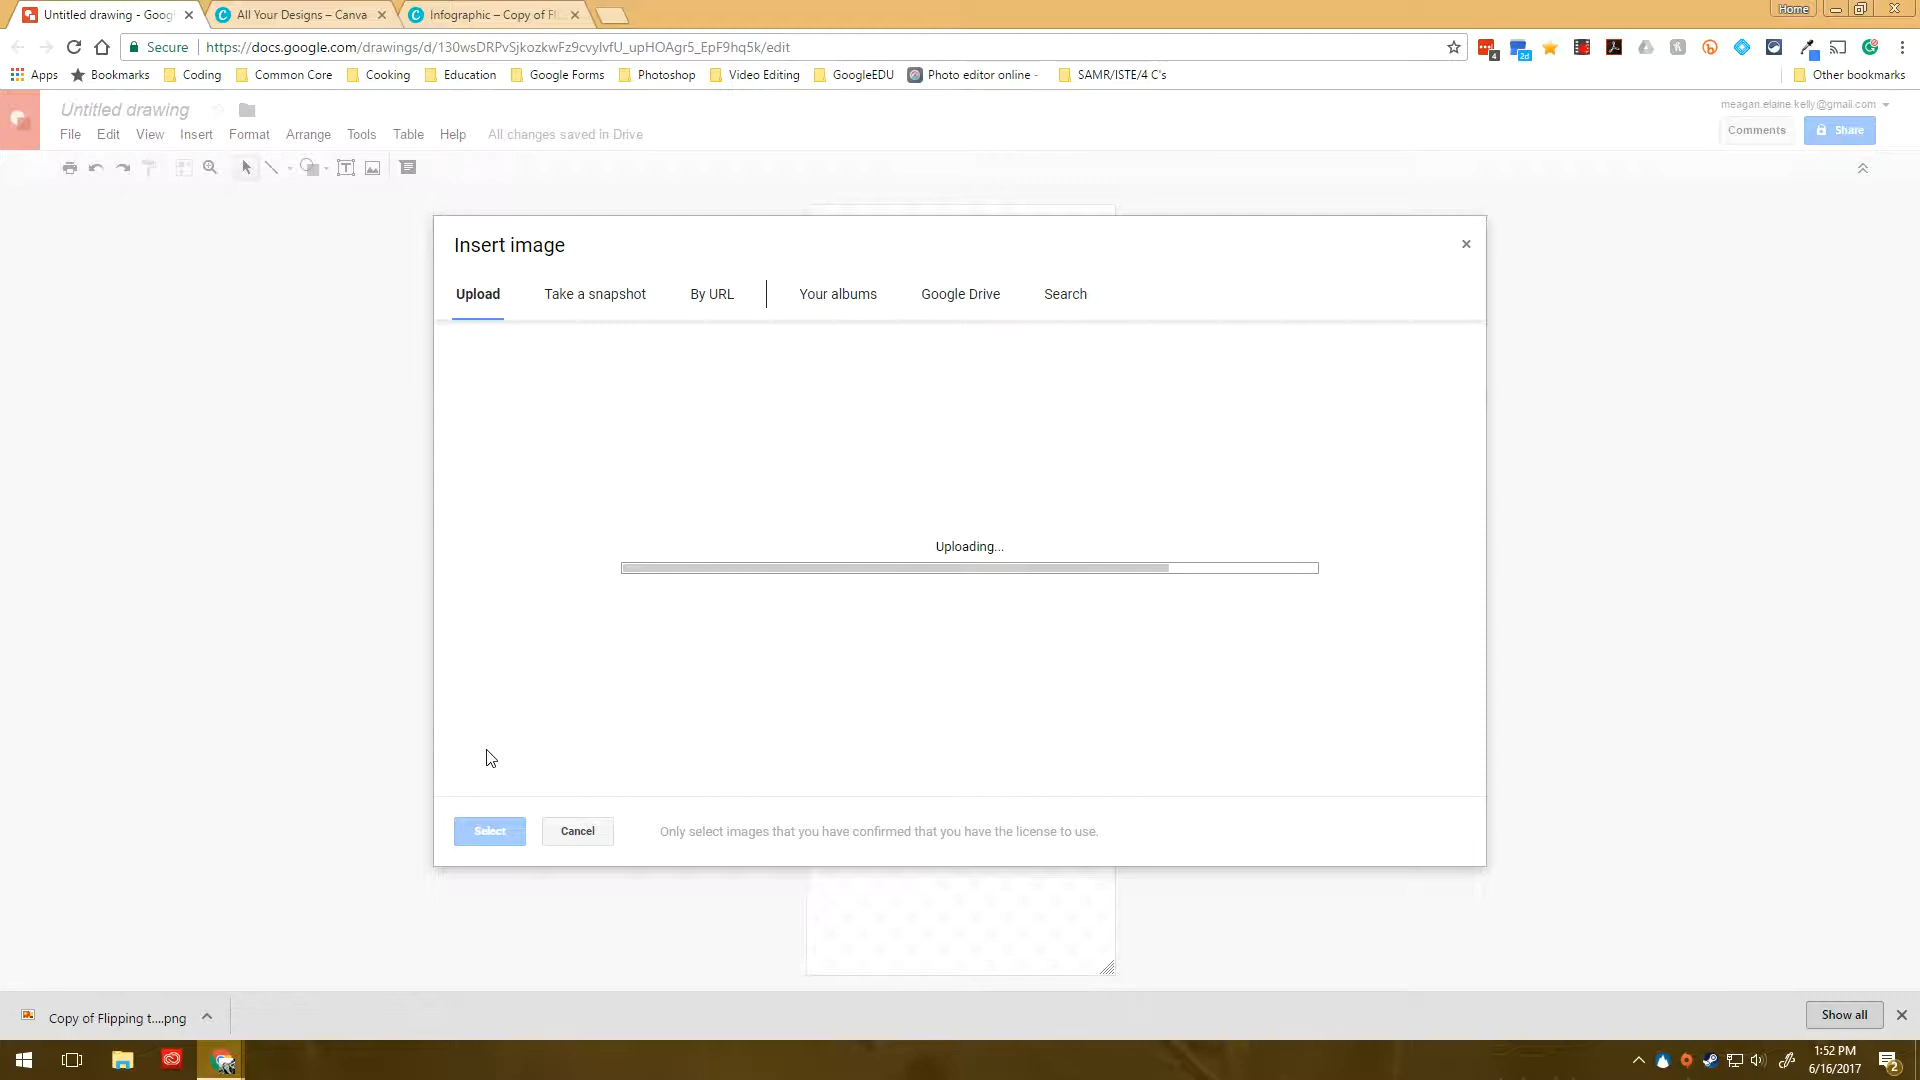 Untitled drawing - Goog
All Your Designs – Canva
Infographic – Copy of Fl
Home
Secure
https://docs.google.com/drawings/d/130wsDRPvSjkozkwFz9cvylvfU_upHOAgr5_EpF9hq5k/edit
4
2d
Apps
Bookmarks
Coding
Common Core
Cooking
Education
Google Forms
Photoshop
Video Editing
GoogleEDU
Photo editor online -
SAMR/ISTE/4 C's
Other bookmarks
Untitled drawing
meagan.elaine.kelly@gmail.com
File
Edit
View
Insert
Format
Arrange
Tools
Table
Help
All changes saved in Drive
Comments
Share
Insert image
Upload
Take a snapshot
By URL
Your albums
Google Drive
Search
Uploading...
Select
Cancel
Only select images that you have confirmed that you have the license to use.
Copy of Flipping t....png
Show all
1:52 PM
6/16/2017
2